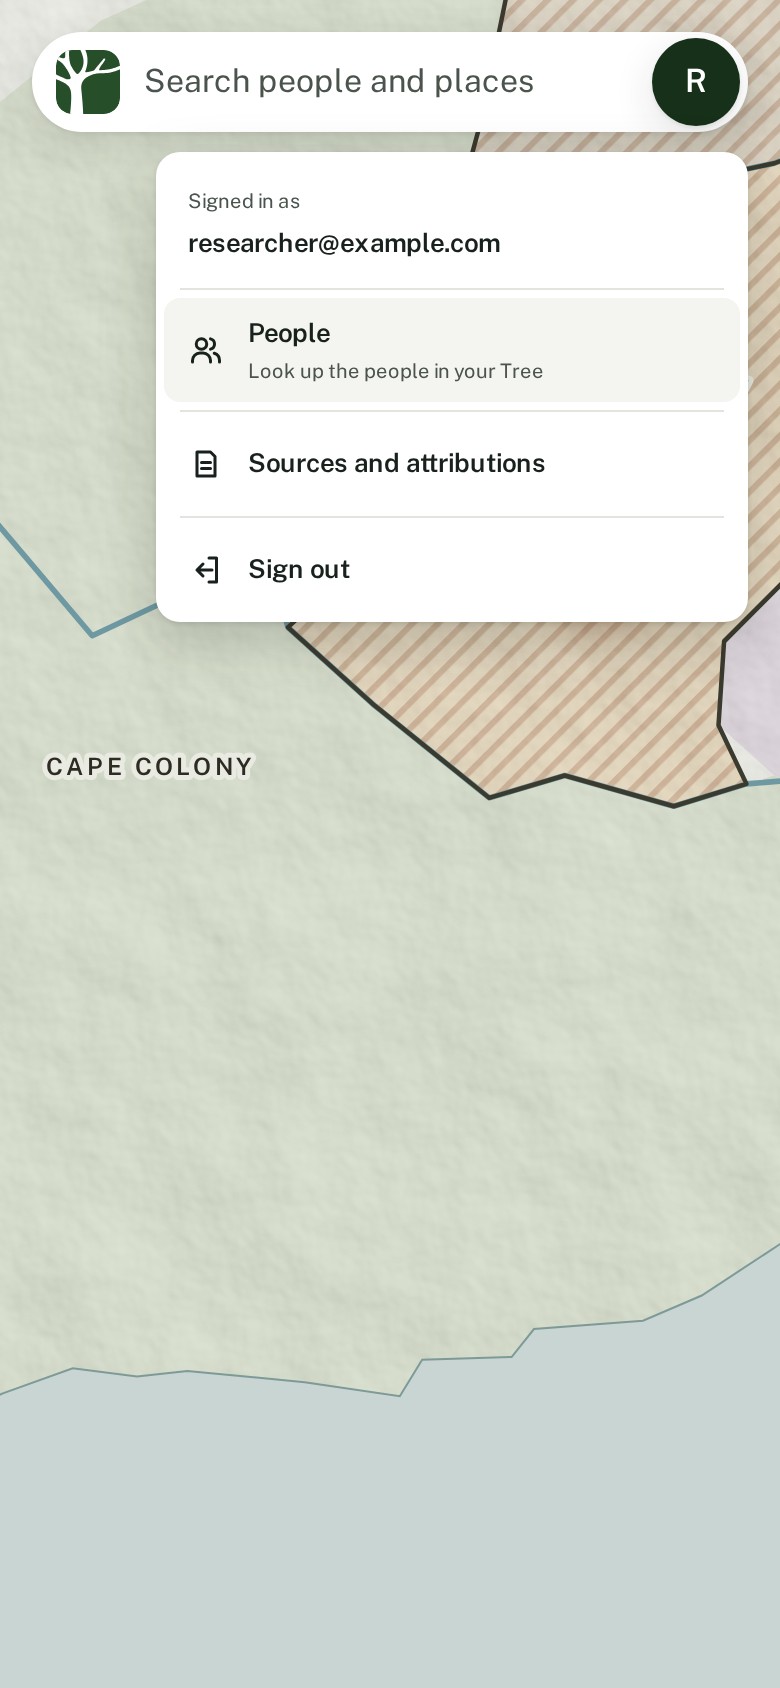 Search people and places
R
Signed in as
researcher@example.com
People
Look up the people in your Tree
Sources and attributions
Sign out
CAPE COLONY